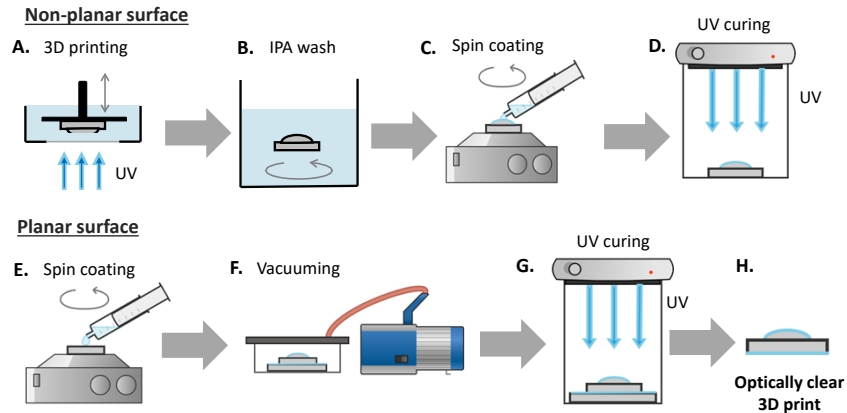 Non-planar surface
A. 3D printing
B. IPA wash
C. Spin coating
D. UV curing
UV
UV
Planar surface
E. Spin coating
F. Vacuuming
G. UV curing
UV
H.
Optically clear
3D print